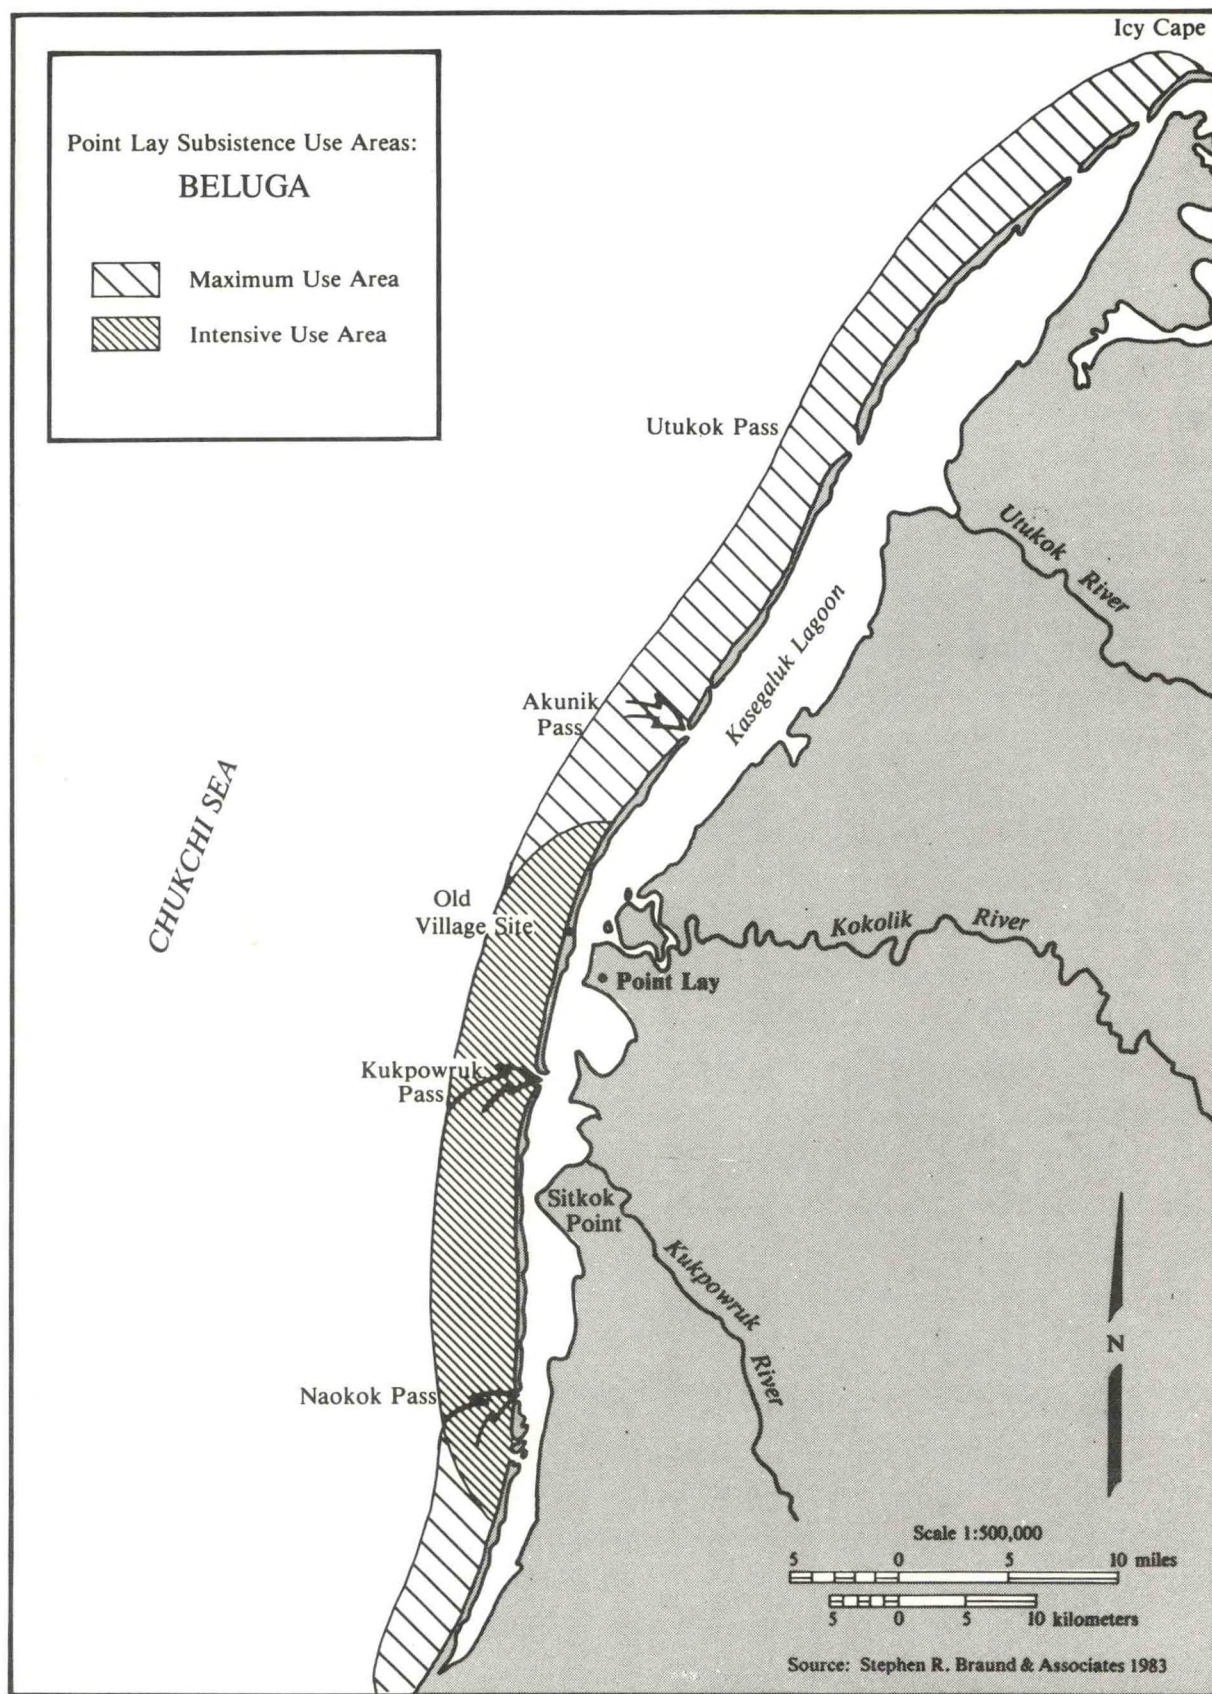 Icy Cape
Point Lay Subsistence Use Areas:
BELUGA
Maximum Use Area
Intensive Use Area
Utukok Pass
Utukok River
Kasegaluk Lagoon
Akunik
Pass
CHUKCHI SEA
Old
Village Site
Kokolik River
Point Lay
Kukpowruk
Pass
Sitkok
Point
Kukpowruk River
Naokok Pass
N
Scale 1:500,000
5 0 5 10 miles
5 0 5 10 kilometers
Source: Stephen R. Braund & Associates 1983